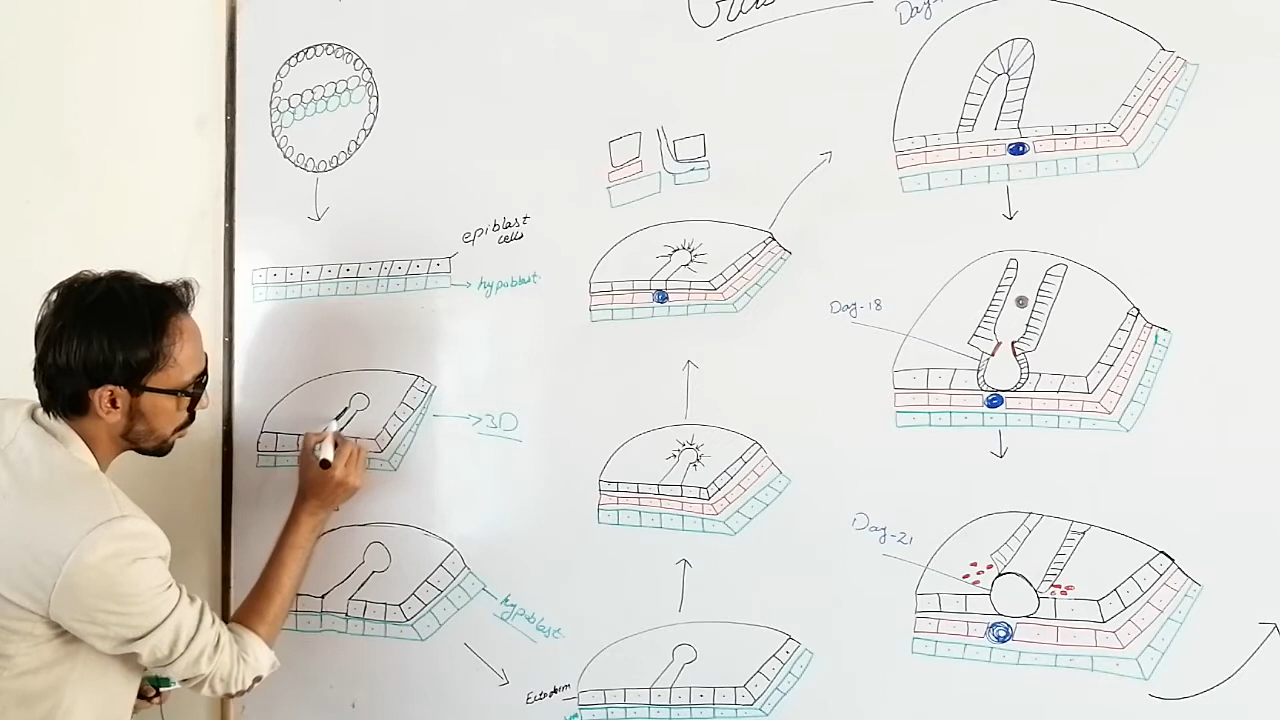 epiblast
cells
hypoblast.
3D
hypoblast.
Ectoderm
Day-18
Day-21